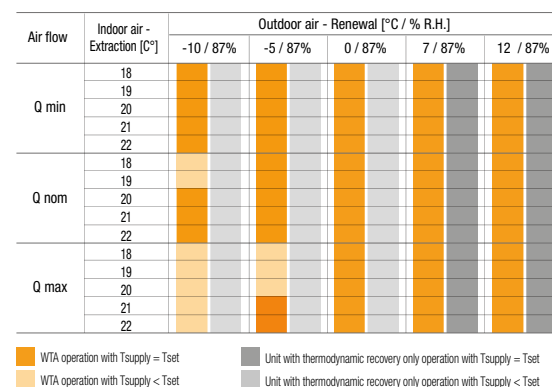 Air flow
Indoor air -
Extraction [C°]
Outdoor air - Renewal [°C / % R.H.]
-10 / 87% -5 / 87% 0 / 87% 7 / 87% 12 / 87%
Q min
18
19
20
21
22
Q nom
18
19
20
21
22
Q max
18
19
20
21
22
WTA operation with Tsupply = Tset
Unit with thermodynamic recovery only operation with Tsupply = Tset
WTA operation with Tsupply < Tset
Unit with thermodynamic recovery only operation with Tsupply < Tset